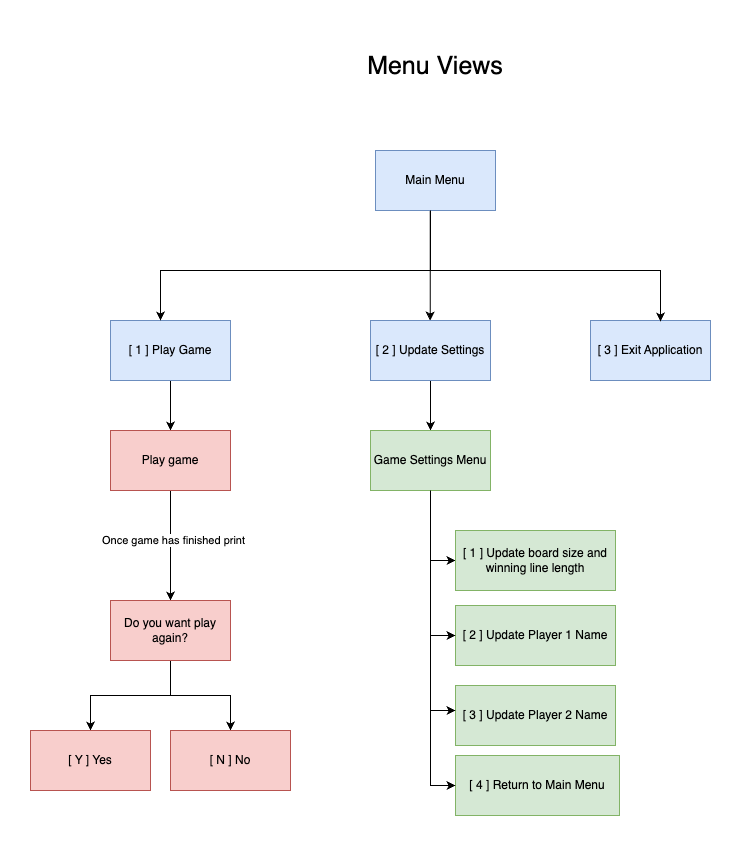 Menu Views
Main Menu
[ 1 ] Play Game
[ 2 ] Update Settings
[ 3 ] Exit Application
Play game
Game Settings Menu
Once game has finished print
[ 1 ] Update board size and
winning line length
Do you want play
again?
[ 2 ] Update Player 1 Name
[ 3 ] Update Player 2 Name
[ Y ] Yes
[ N ] No
[ 4 ] Return to Main Menu